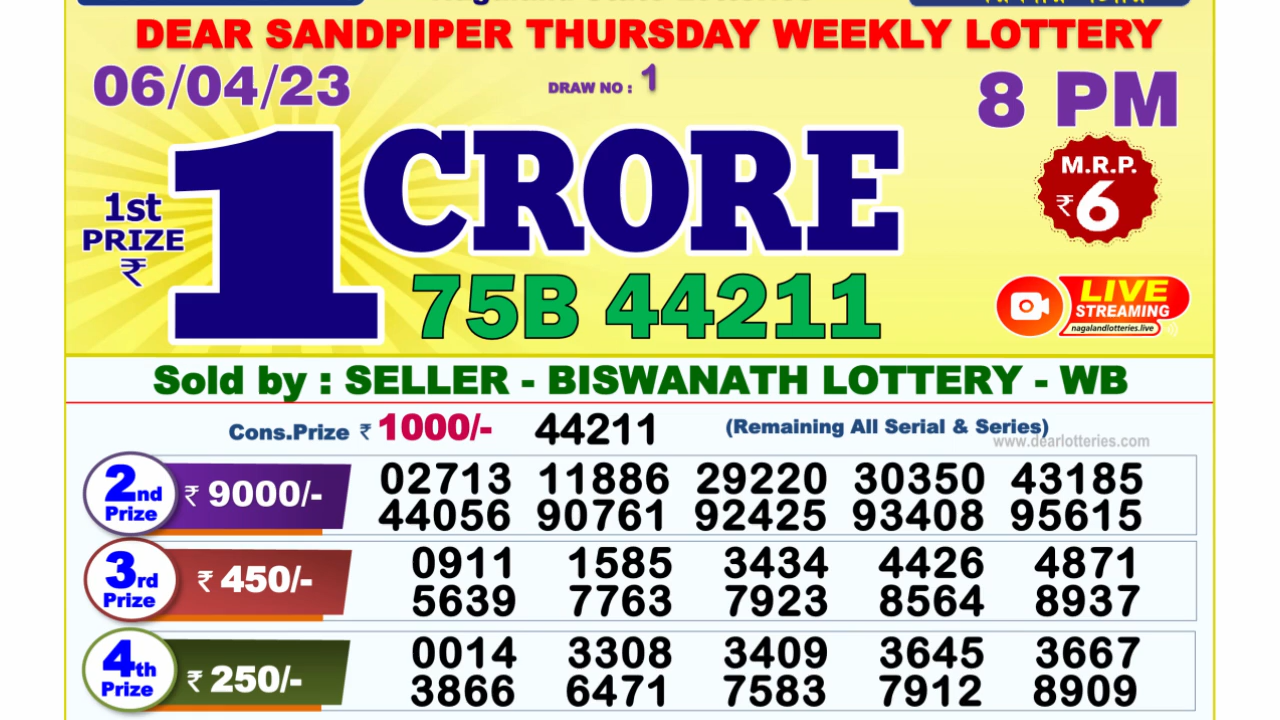 DEAR SANDPIPER THURSDAY WEEKLY LOTTERY
06/04/23
DRAW NO : 1
8 PM
1st PRIZE ₹ 1 CRORE
M.R.P. ₹ 6
75B 44211
LIVE STREAMING
nagalandlotteries.live
Sold by : SELLER - BISWANATH LOTTERY - WB
Cons.Prize ₹ 1000/- 44211 (Remaining All Serial & Series)
www.dearlotteries.com
2nd Prize ₹ 9000/-
02713 11886 29220 30350 43185
44056 90761 92425 93408 95615
3rd Prize ₹ 450/-
0911 1585 3434 4426 4871
5639 7763 7923 8564 8937
4th Prize ₹ 250/-
0014 3308 3409 3645 3667
3866 6471 7583 7912 8909